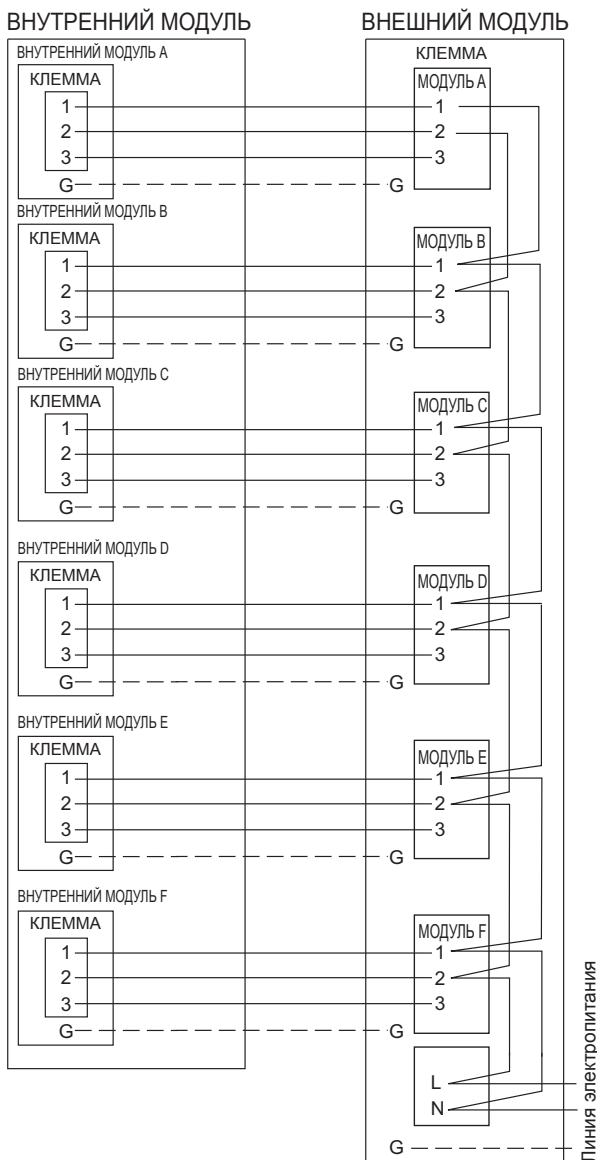 ВНУТРЕННИЙ МОДУЛЬ
ВНЕШНИЙ МОДУЛЬ
ВНУТРЕННИЙ МОДУЛЬ A
КЛЕММА
КЛЕММА
МОДУЛЬ A
1
1
2
2
3
3
G
G
ВНУТРЕННИЙ МОДУЛЬ B
КЛЕММА
МОДУЛЬ B
1
1
2
2
3
3
G
G
ВНУТРЕННИЙ МОДУЛЬ C
КЛЕММА
МОДУЛЬ C
1
1
2
2
3
3
G
G
ВНУТРЕННИЙ МОДУЛЬ D
КЛЕММА
МОДУЛЬ D
1
1
2
2
3
3
G
G
ВНУТРЕННИЙ МОДУЛЬ E
КЛЕММА
МОДУЛЬ E
1
1
2
2
3
3
G
G
ВНУТРЕННИЙ МОДУЛЬ F
КЛЕММА
МОДУЛЬ F
1
1
2
2
3
3
G
G
L
N
G
Линия электропитания